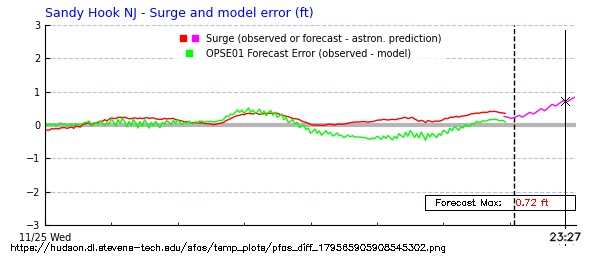 Sandy Hook NJ - Surge and model error (ft)
Surge (observed or forecast - astron. prediction)
OPSE01 Forecast Error (observed - model)
3
2
1
0
−1
−2
−3
Forecast Max: 0.72 ft
11/25 Wed
23:27
https://hudson.dl.stevens-tech.edu/sfas/temp_plots/pfas_diff_179565905908545302.png